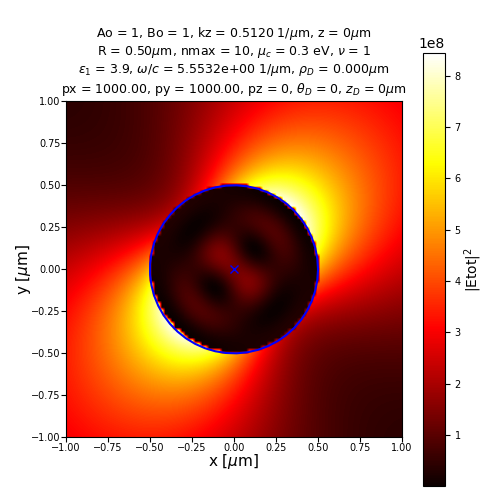 Ao = 1, Bo = 1, kz = 0.5120 1/μm, z = 0μm
R = 0.50μm, nmax = 10, μc = 0.3 eV, ν = 1
ε1 = 3.9, ω/c = 5.5532e+00 1/μm, ρD = 0.000μm
px = 1000.00, py = 1000.00, pz = 0, θD = 0, zD = 0μm
1e8
1.00
0.75
0.50
0.25
0.00
−0.25
−0.50
−0.75
−1.00
y [μm]
−1.00 −0.75 −0.50 −0.25 0.00 0.25 0.50 0.75 1.00
x [μm]
8
7
6
5
4
3
2
1
|Etot|²